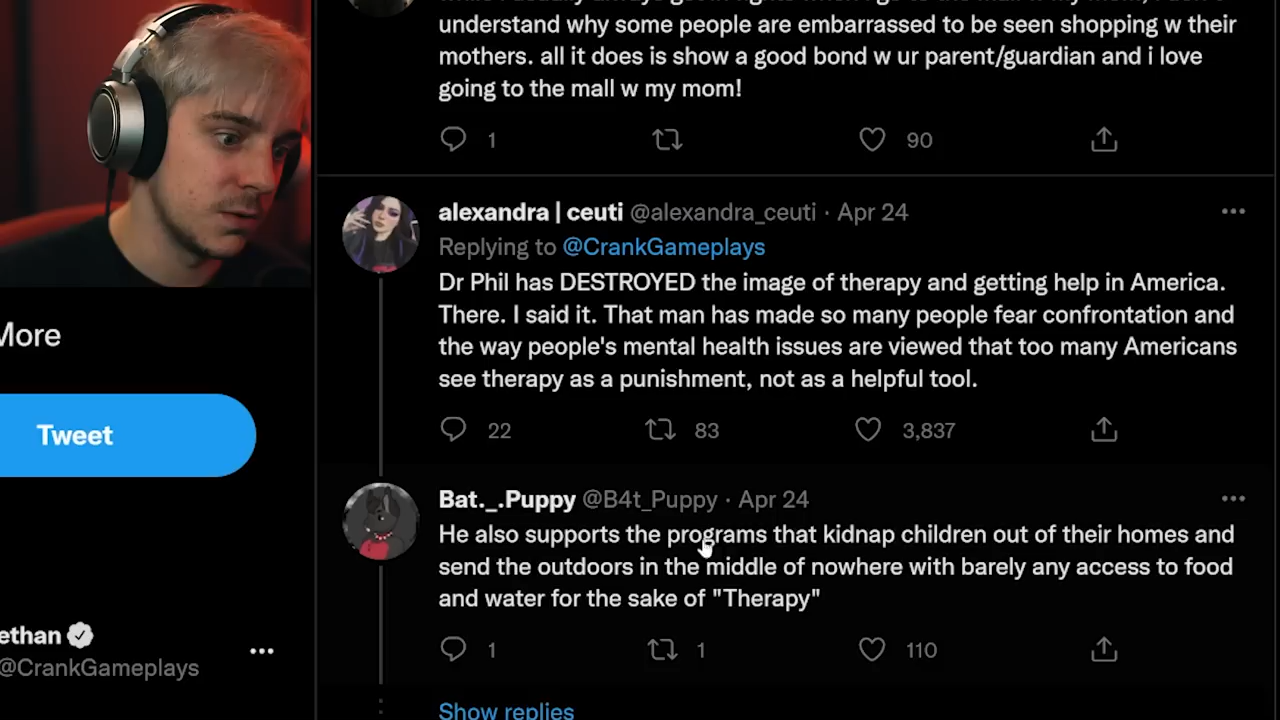 understand why some people are embarrassed to be seen shopping w their
mothers. all it does is show a good bond w ur parent/guardian and i love
going to the mall w my mom!
1
90
alexandra | ceuti @alexandra_ceuti · Apr 24
Replying to @CrankGameplays
Dr Phil has DESTROYED the image of therapy and getting help in America.
There. I said it. That man has made so many people fear confrontation and
the way people's mental health issues are viewed that too many Americans
see therapy as a punishment, not as a helpful tool.
22
83
3,837
More
Tweet
Bat._.Puppy @B4t_Puppy · Apr 24
He also supports the programs that kidnap children out of their homes and
send the outdoors in the middle of nowhere with barely any access to food
and water for the sake of "Therapy"
1
1
110
ethan
@CrankGameplays
Show replies